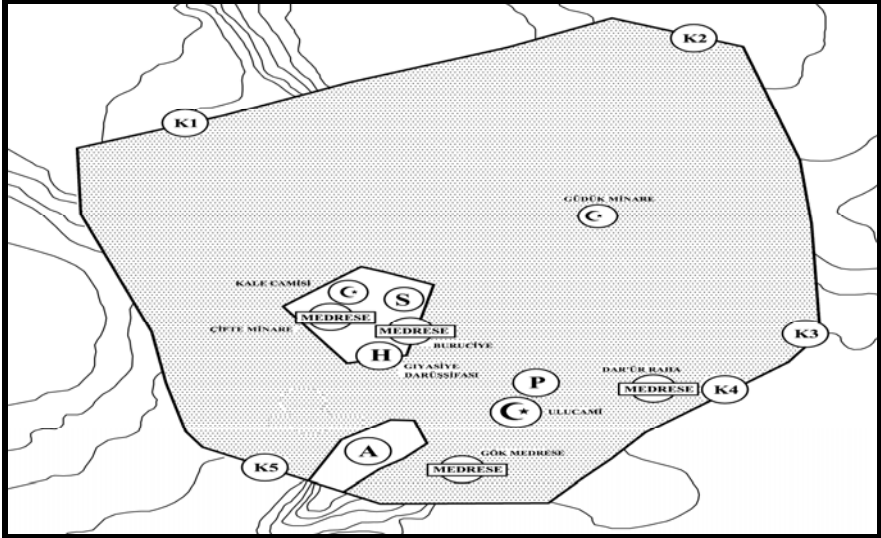 K2
K1
GÜDÜK MİNARE
KALE CAMİSİ
S
MEDRESE
ÇİFTE MİNARE
MEDRESE
BURUCİYE
H
GIYASİYE
DARÜŞŞİFASI
K3
DAR'ÜR RAHA
P
MEDRESE
K4
ULUCAMİ
A
GÖK MEDRESE
K5
MEDRESE